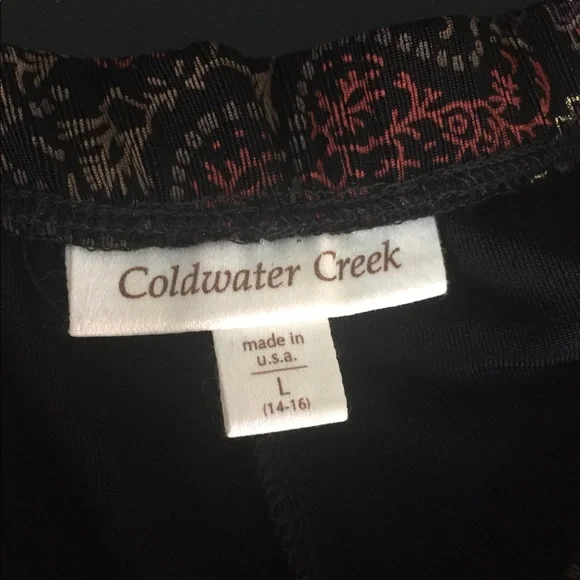 Coldwater Creek
made in
u.s.a.
L
(14-16)